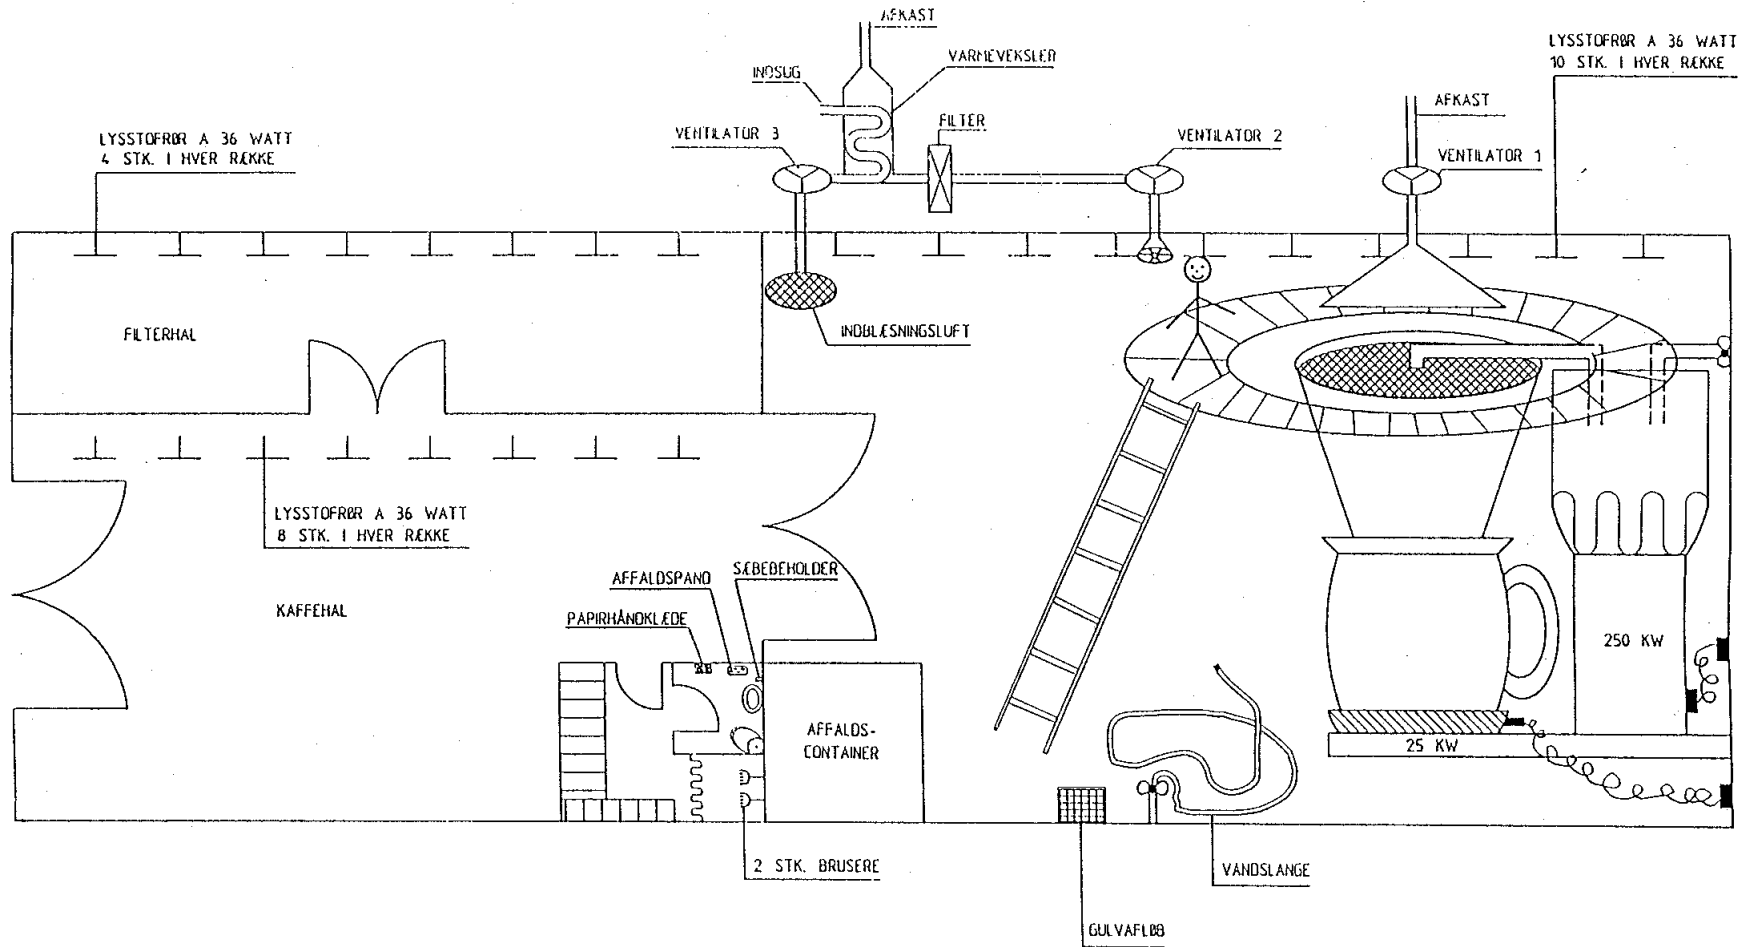 AFKAST
LYSSTOFRØR A 36 WATT
10 STK. I HVER RÆKKE
VARMEVEKSLER
INDSUG
AFKAST
FILTER
LYSSTOFRØR A 36 WATT
4 STK. I HVER RÆKKE
VENTILATOR 3
VENTILATOR 2
VENTILATOR 1
FILTERHAL
INDBLÆSNINGSLUFT
LYSSTOFRØR A 36 WATT
8 STK. I HVER RÆKKE
SÆBEBEHOLDER
AFFALDSPAND
KAFFEHAL
PAPIRHÅNDKLÆDE
250 KW
AFFALDS-
CONTAINER
25 KW
2 STK. BRUSERE
VANDSLANGE
GULVAFLØB